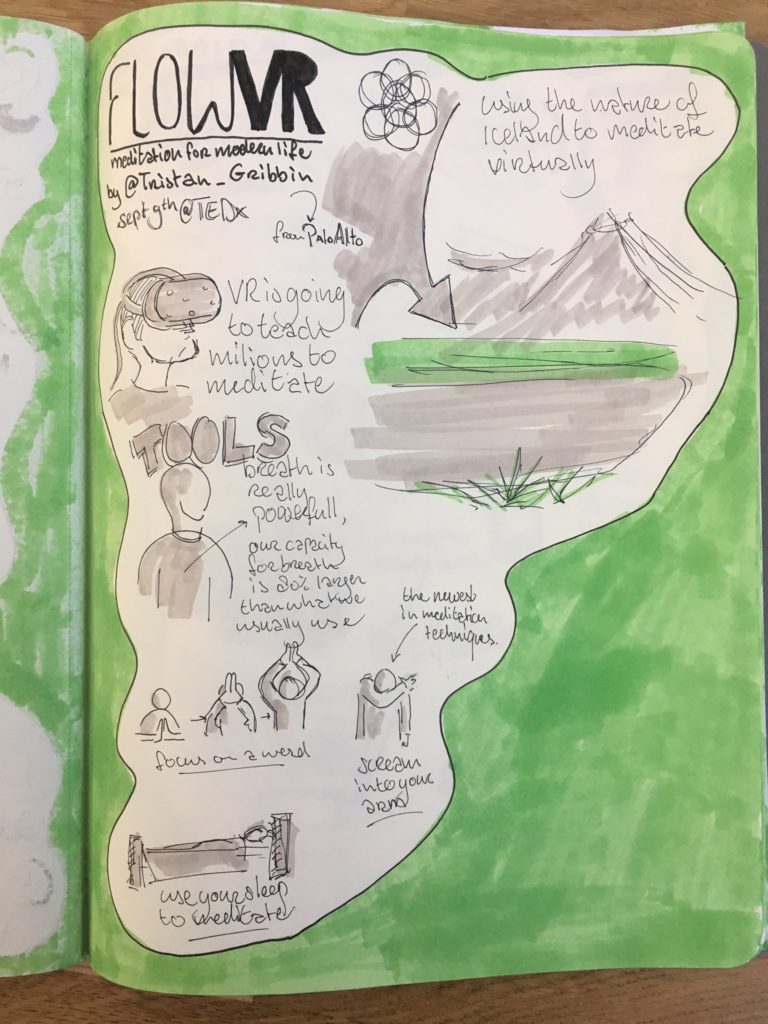 FLOWVR
meditation for modern life
by @Tristan_Gribbin
sept 9th @TEDx
from Palo Alto
using the nature of
Iceland to meditate
virtually
VR is going
to teach
milions to
meditate
TOOLS
breath is
really
powerfull,
our capacity
for breath
is 80% larger
than what we
usually use
the newest
in meditation
techniques.
focus on a word
scream
into your
arm
use your sleep
to meditate